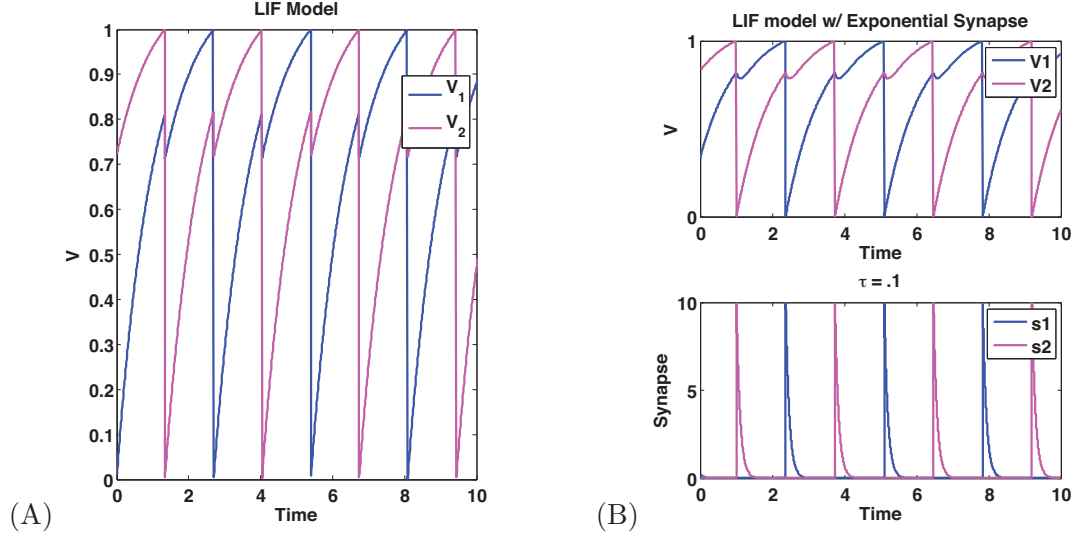 LIF Model
1
0.9
0.8
0.7
0.6
0.5
0.4
0.3
0.2
0.1
0
V
V_1
V_2
0 2 4 6 8 10
Time
(A)
LIF model w/ Exponential Synapse
1
0
V
V1
V2
0 2 4 6 8 10
Time
τ = .1
10
5
0
Synapse
s1
s2
0 2 4 6 8 10
Time
(B)